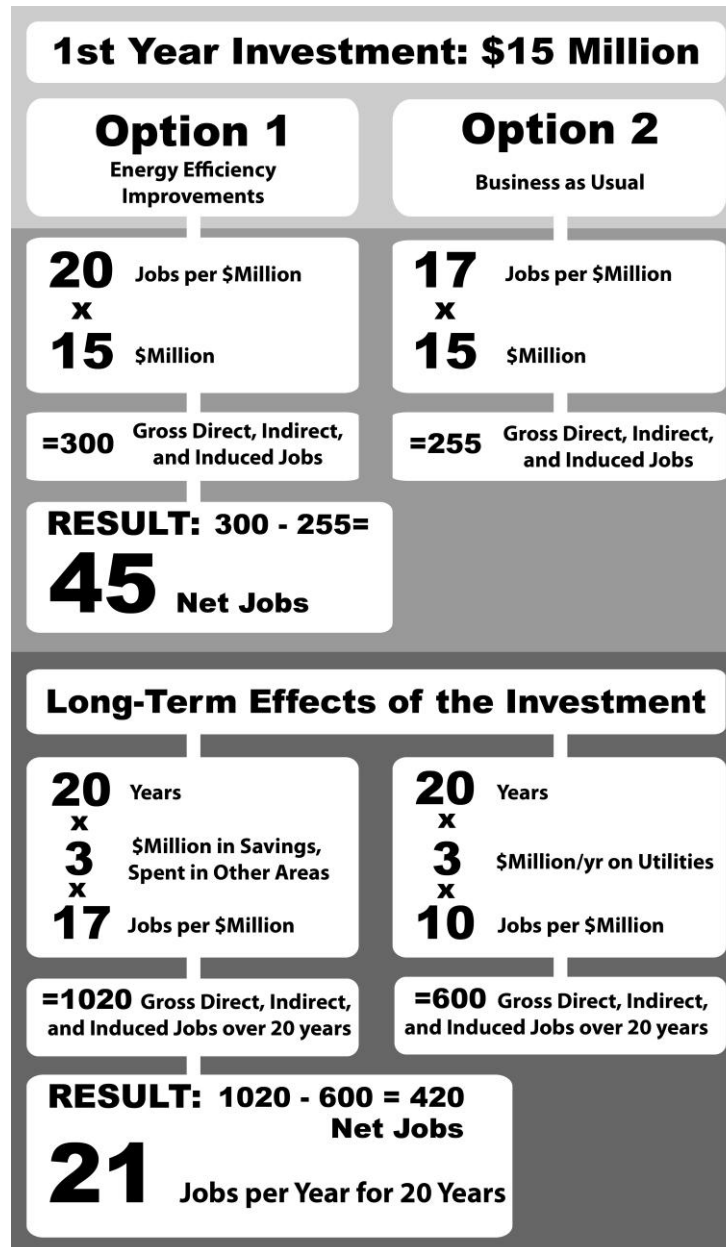 1st Year Investment: $15 Million
Option 1
Energy Efficiency
Improvements
20 Jobs per $Million
x
15 $Million
=300 Gross Direct, Indirect,
and Induced Jobs
Option 2
Business as Usual
17 Jobs per $Million
x
15 $Million
=255 Gross Direct, Indirect,
and Induced Jobs
RESULT: 300 - 255=
45 Net Jobs
Long-Term Effects of the Investment
20 Years
x
3 $Million in Savings,
Spent in Other Areas
x
17 Jobs per $Million
=1020 Gross Direct, Indirect,
and Induced Jobs over 20 years
20 Years
x
3 $Million/yr on Utilities
x
10 Jobs per $Million
=600 Gross Direct, Indirect,
and Induced Jobs over 20 years
RESULT: 1020 - 600 = 420
Net Jobs
21 Jobs per Year for 20 Years